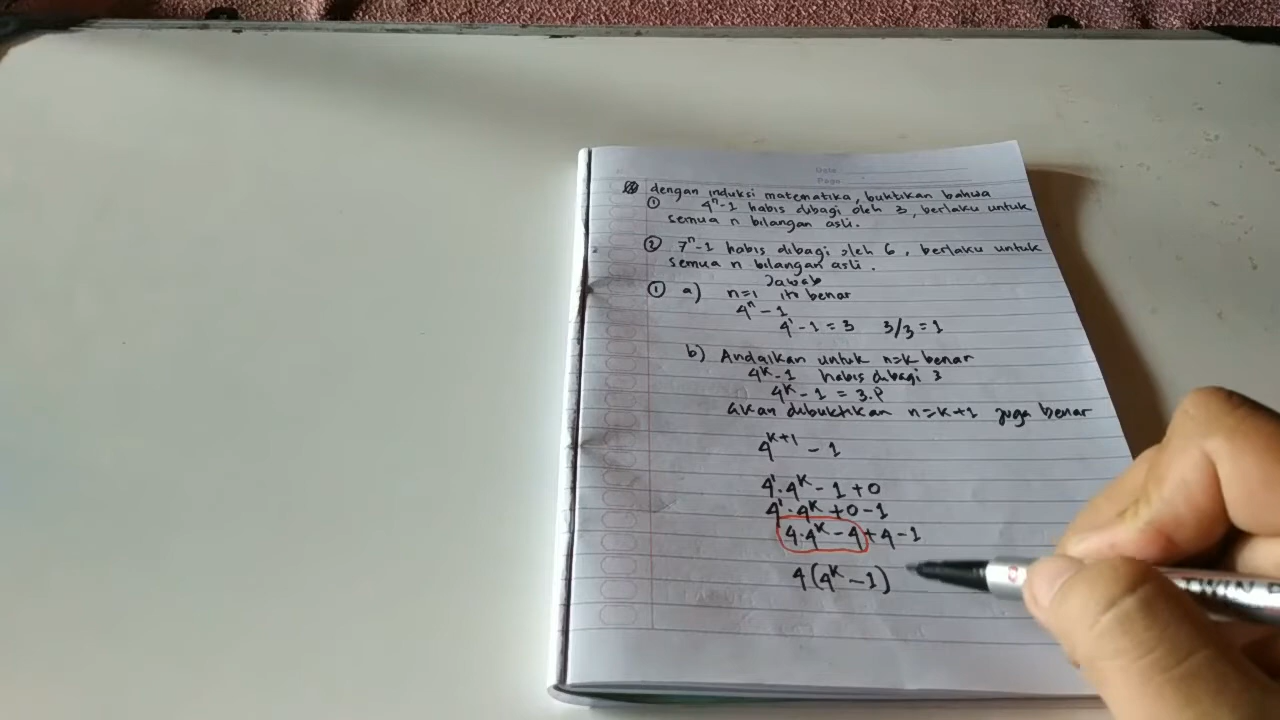 Date
Page
dengan induksi matematika, buktikan bahwa
① 4ⁿ-1 habis dibagi oleh 3, berlaku untuk
semua n bilangan asli.
② 7ⁿ-1 habis dibagi oleh 6, berlaku untuk
semua n bilangan asli.
Jawab
① a) n=1 itu benar
4ⁿ - 1
4¹ - 1 = 3 3/3 = 1
b) Andaikan untuk n=k benar
4ᵏ - 1 habis dibagi 3
4ᵏ - 1 = 3.P
akan dibuktikan n=k+1 juga benar
4ᵏ⁺¹ - 1
4¹·4ᵏ - 1 + 0
4¹·4ᵏ + 0 - 1
4·4ᵏ - 4 + 4 - 1
4(4ᵏ - 1)